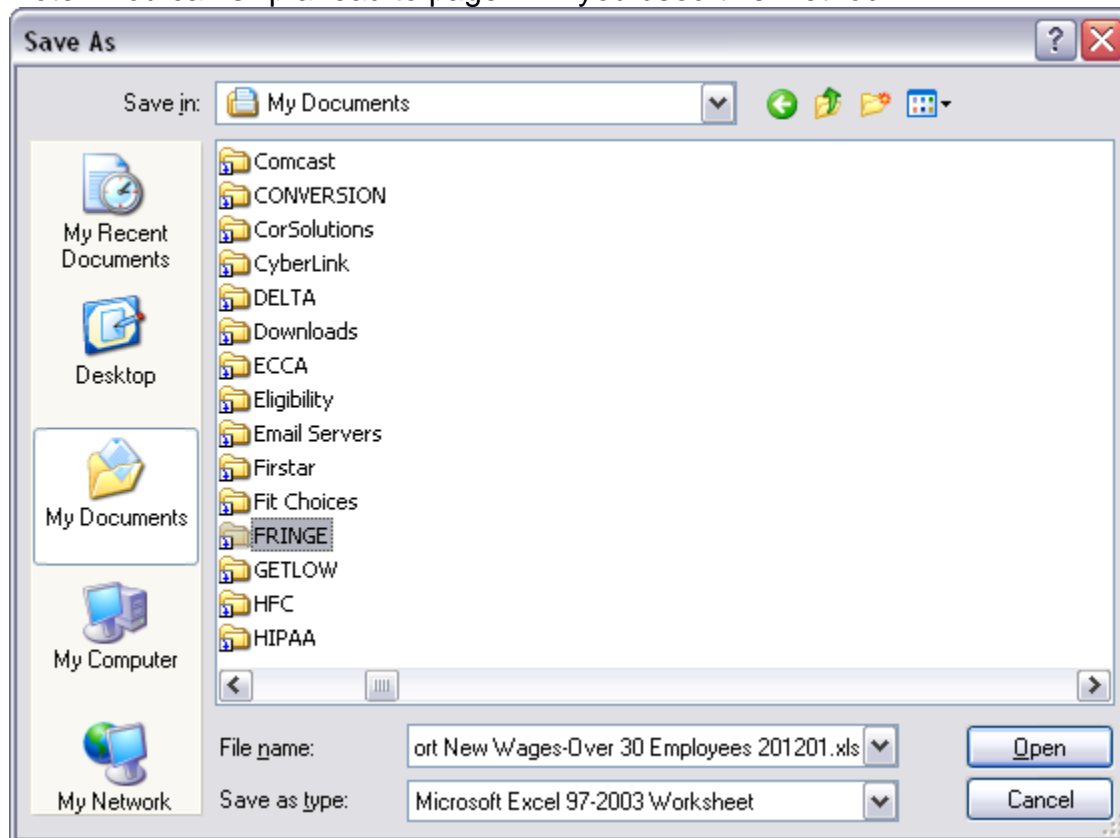 Save As
Save in: My Documents
My Recent Documents
Desktop
My Documents
My Computer
My Network
Comcast
CONVERSION
CorSolutions
CyberLink
DELTA
Downloads
ECCA
Eligibility
Email Servers
Firstar
Fit Choices
FRINGE
GETLOW
HFC
HIPAA
File name: ort New Wages-Over 30 Employees 201201.xls Open
Save as type: Microsoft Excel 97-2003 Worksheet Cancel